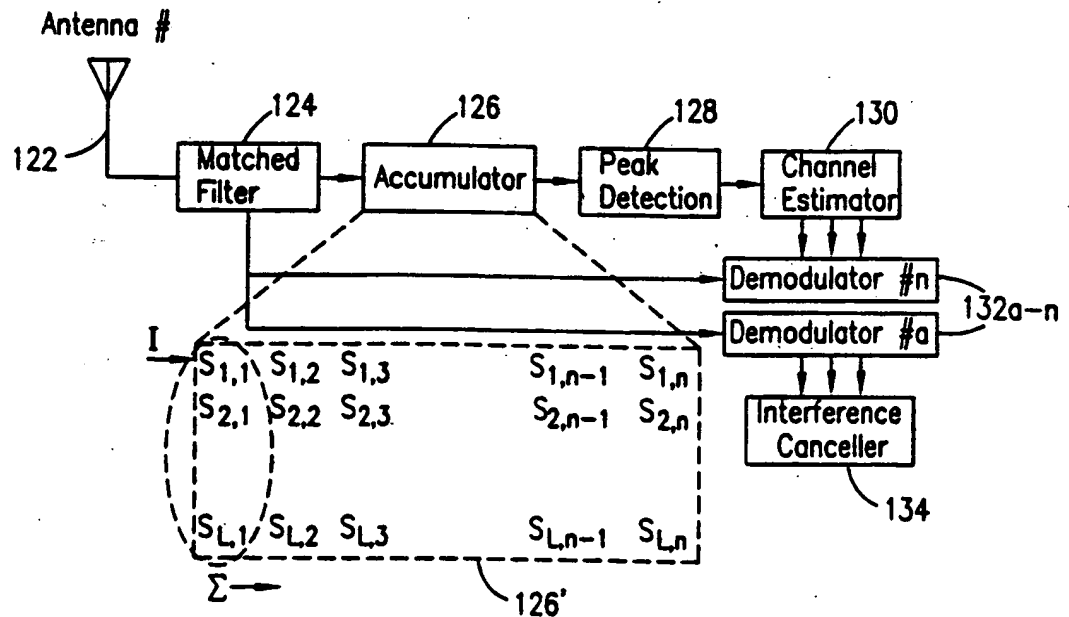 Antenna #
122
124
126
128
130
Matched
Filter
Accumulator
Peak
Detection
Channel
Estimator
Demodulator #n
Demodulator #a
132a-n
Interference
Canceller
134
I
S1,1 S1,2 S1,3 S1,n-1 S1,n
S2,1 S2,2 S2,3 S2,n-1 S2,n
SL,1 SL,2 SL,3 SL,n-1 SL,n
Σ
126'